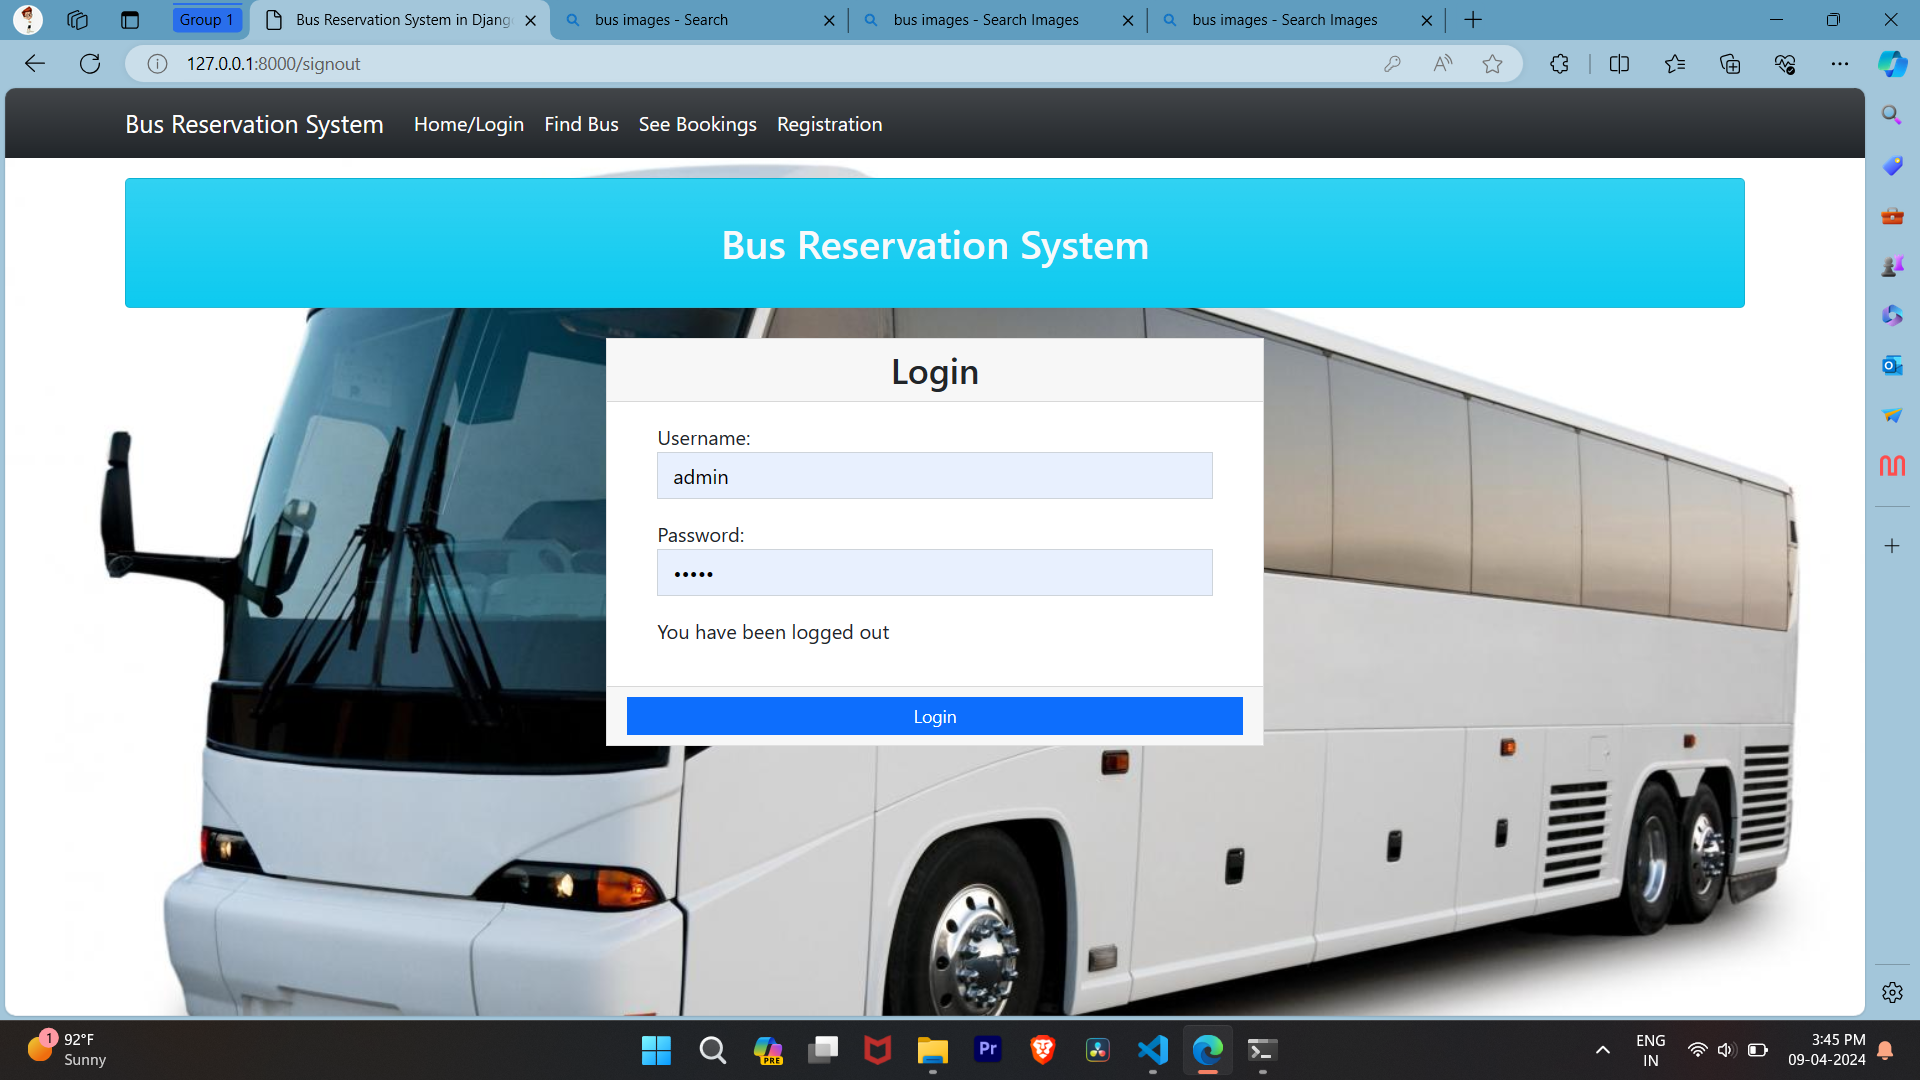 Group 1
Bus Reservation System in Djang
bus images - Search
bus images - Search Images
bus images - Search Images
127.0.0.1:8000/signout
Bus Reservation System
Home/Login
Find Bus
See Bookings
Registration
Bus Reservation System
Login
Username:
admin
Password:
•••••
You have been logged out
Login
1
92°F
Sunny
PRE
Pr
ENG
IN
3:45 PM
09-04-2024